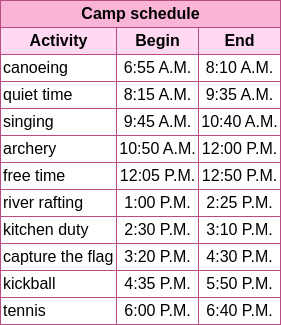 Camp schedule
Activity Begin End
canoeing 6:55 A.M. 8:10 A.M.
quiet time 8:15 A.M. 9:35 A.M.
singing 9:45 A.M. 10:40 A.M.
archery 10:50 A.M. 12:00 P.M.
free time 12:05 P.M. 12:50 P.M.
river rafting 1:00 P.M. 2:25 P.M.
kitchen duty 2:30 P.M. 3:10 P.M.
capture the flag 3:20 P.M. 4:30 P.M.
kickball 4:35 P.M. 5:50 P.M.
tennis 6:00 P.M. 6:40 P.M.